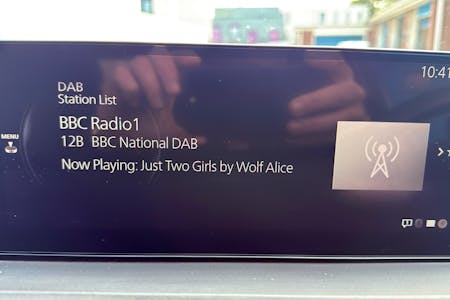 10:41
DAB
Station List
BBC Radio1
12B BBC National DAB
Now Playing: Just Two Girls by Wolf Alice
MENU